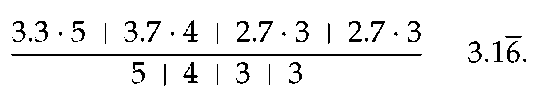 3.3 · 5 | 3.7 · 4 | 2.7 · 3 | 2.7 · 3
5 | 4 | 3 | 3
3.16̅.